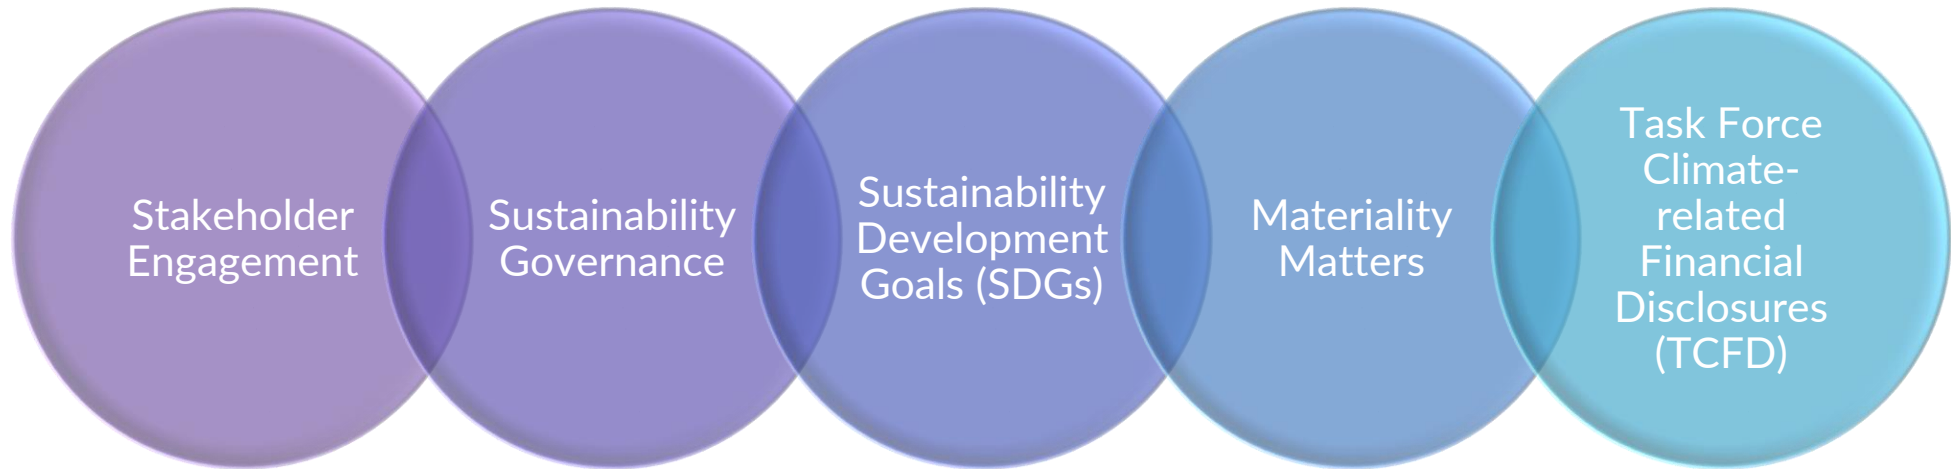 Stakeholder
Engagement
Sustainability
Governance
Sustainability
Development
Goals (SDGs)
Materiality
Matters
Task Force
Climate-
related
Financial
Disclosures
(TCFD)